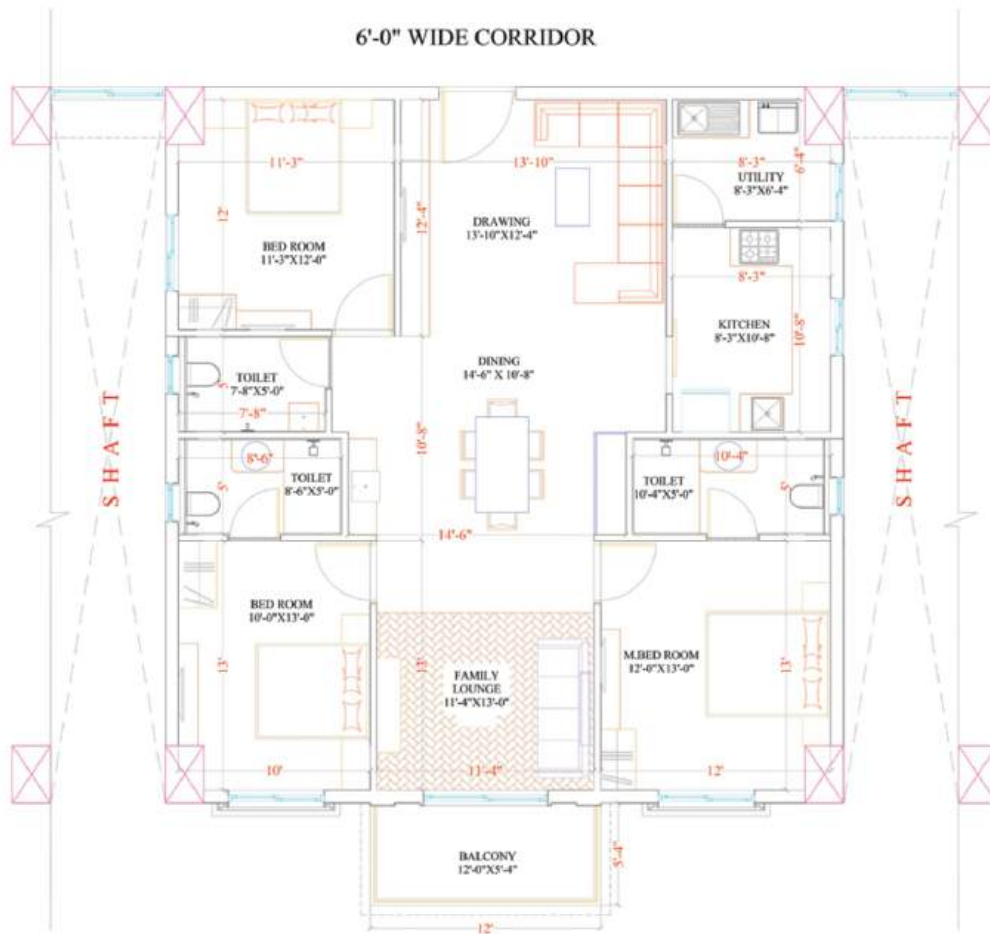 6'-0" WIDE CORRIDOR
11'-3"
12'
BED ROOM
11'-3"X12'-0"
13'-10"
12'-4"
DRAWING
13'-10"X12'-4"
8'-3"
6'-4"
UTILITY
8'-3"X6'-4"
8'-3"
KITCHEN
8'-3"X10'-8"
10'-8"
DINING
14'-6" X 10'-8"
10'-8"
14'-6"
TOILET
7'-8"X5'-0"
5'
7'-8"
SHAFT
SHAFT
8'-6"
5'
TOILET
8'-6"X5'-0"
10'-4"
5'
TOILET
10'-4"X5'-0"
BED ROOM
10'-0"X13'-0"
13'
10'
FAMILY
LOUNGE
11'-4"X13'-0"
13'
11'-4"
M.BED ROOM
12'-0"X13'-0"
13'
12'
BALCONY
12'-0"X5'-4"
5'-4"
12'